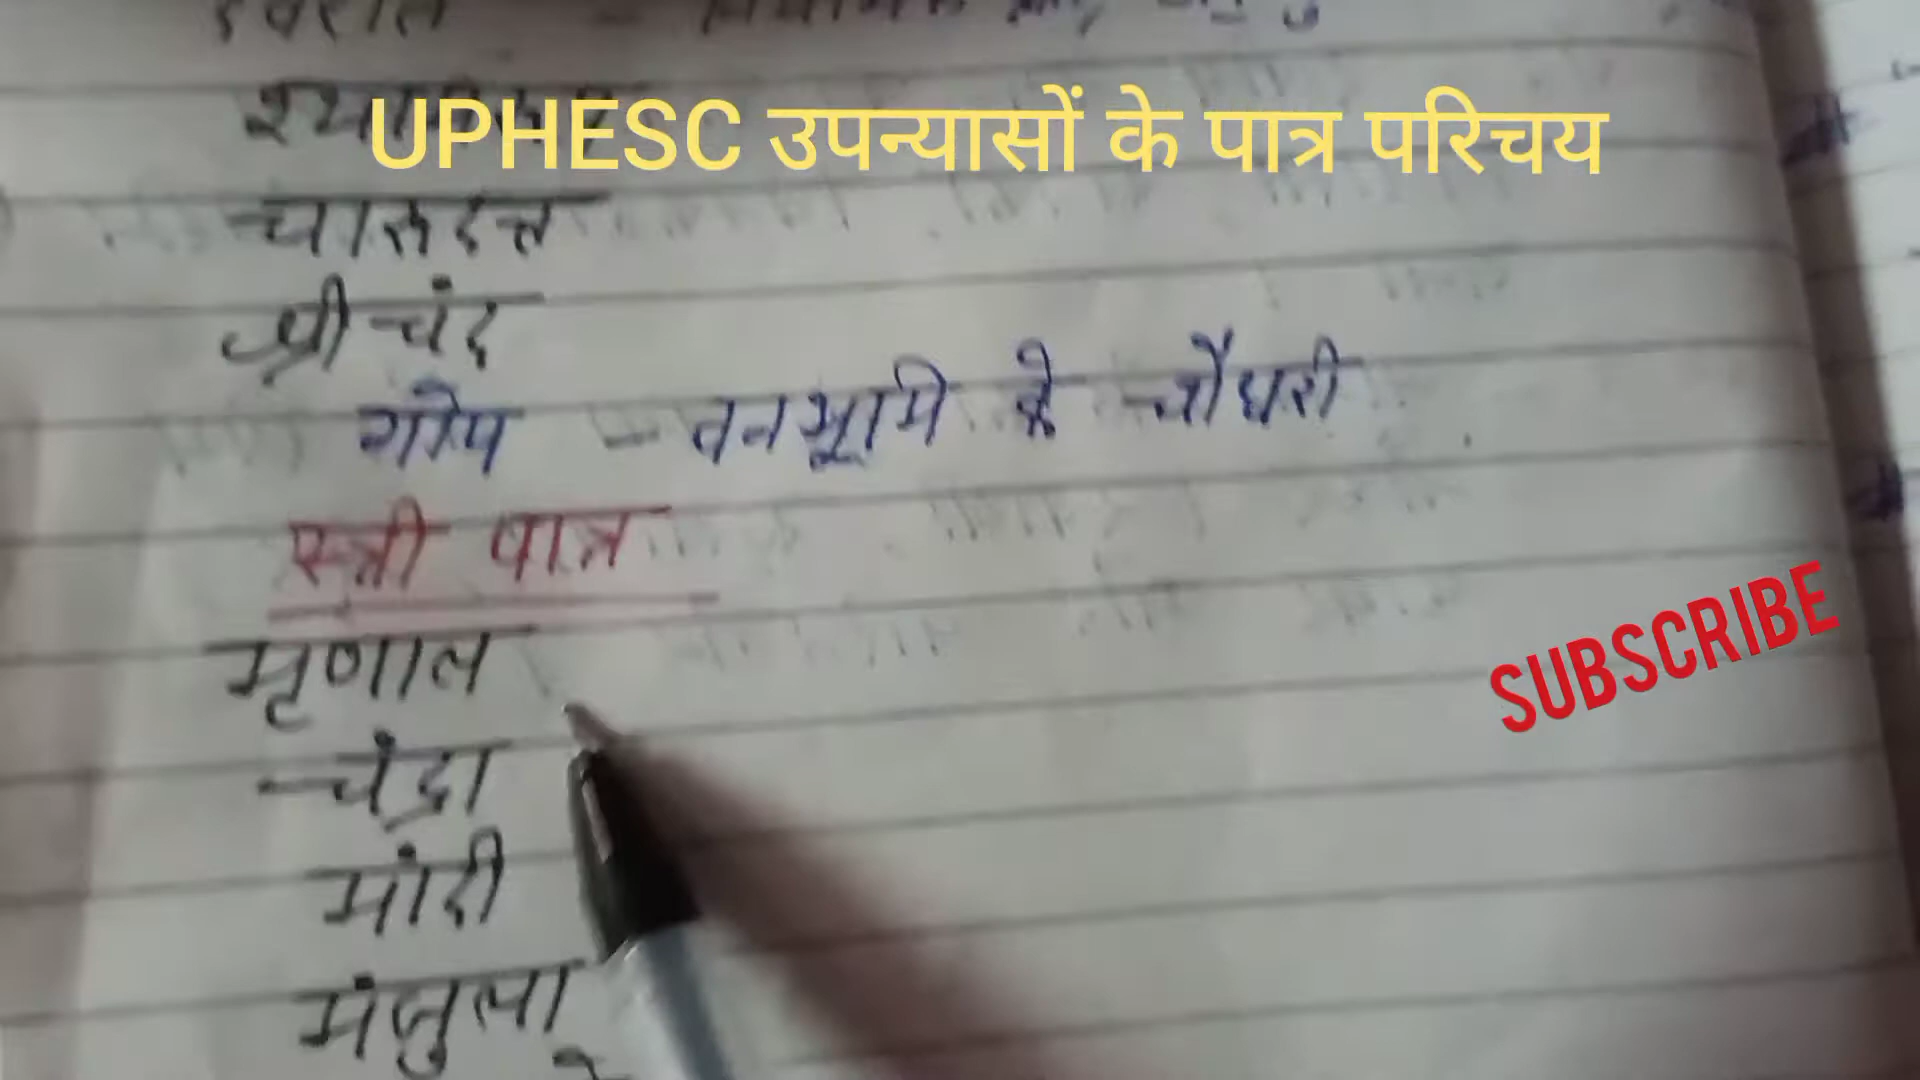 UPHESC उपन्यासों के पात्र परिचय
चारुदत्त
श्रीचंद
गोप - वनभूमि के चौधरी
स्त्री पात्र
SUBSCRIBE
मृणाल
चंद्रा
मांदी
मंजुला